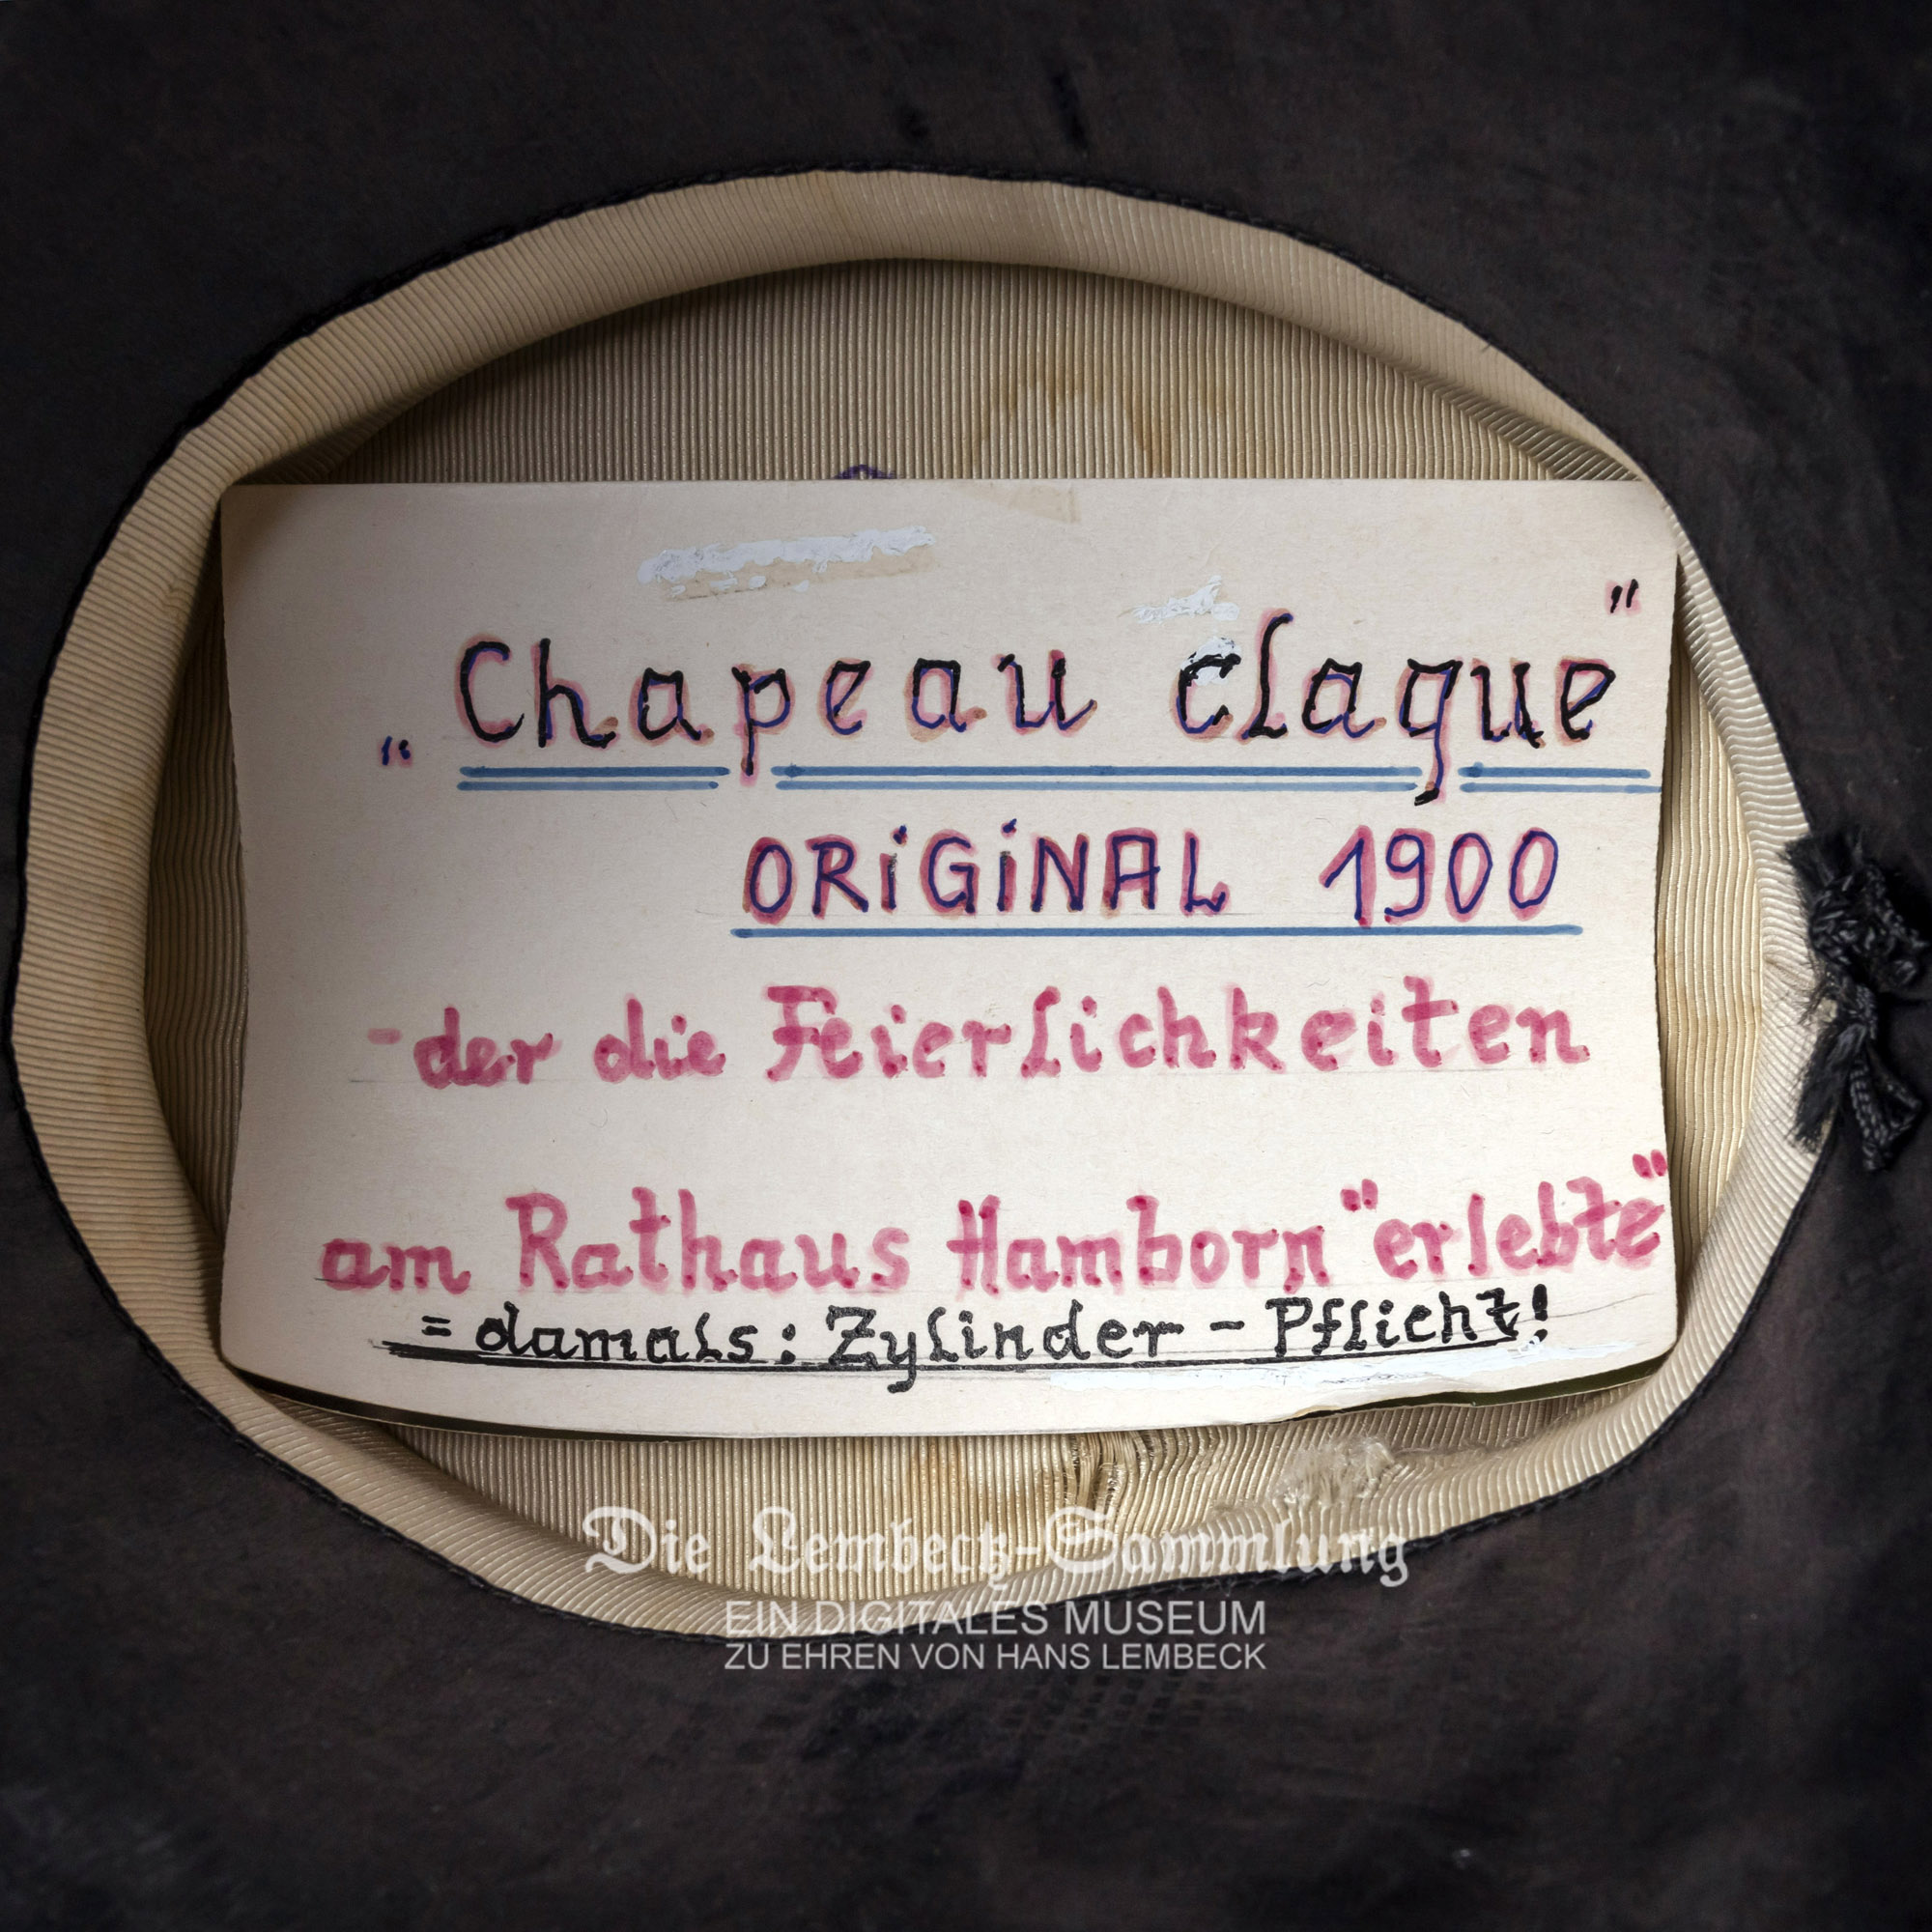 „Chapeau claque"
ORiGiNAL 1900
-der die Feierlichkeiten
am Rathaus Hamborn "erlebte"
= damals: Zylinder - Pflicht!
Die Lembeck-Sammlung
EIN DIGITALES MUSEUM
ZU EHREN VON HANS LEMBECK